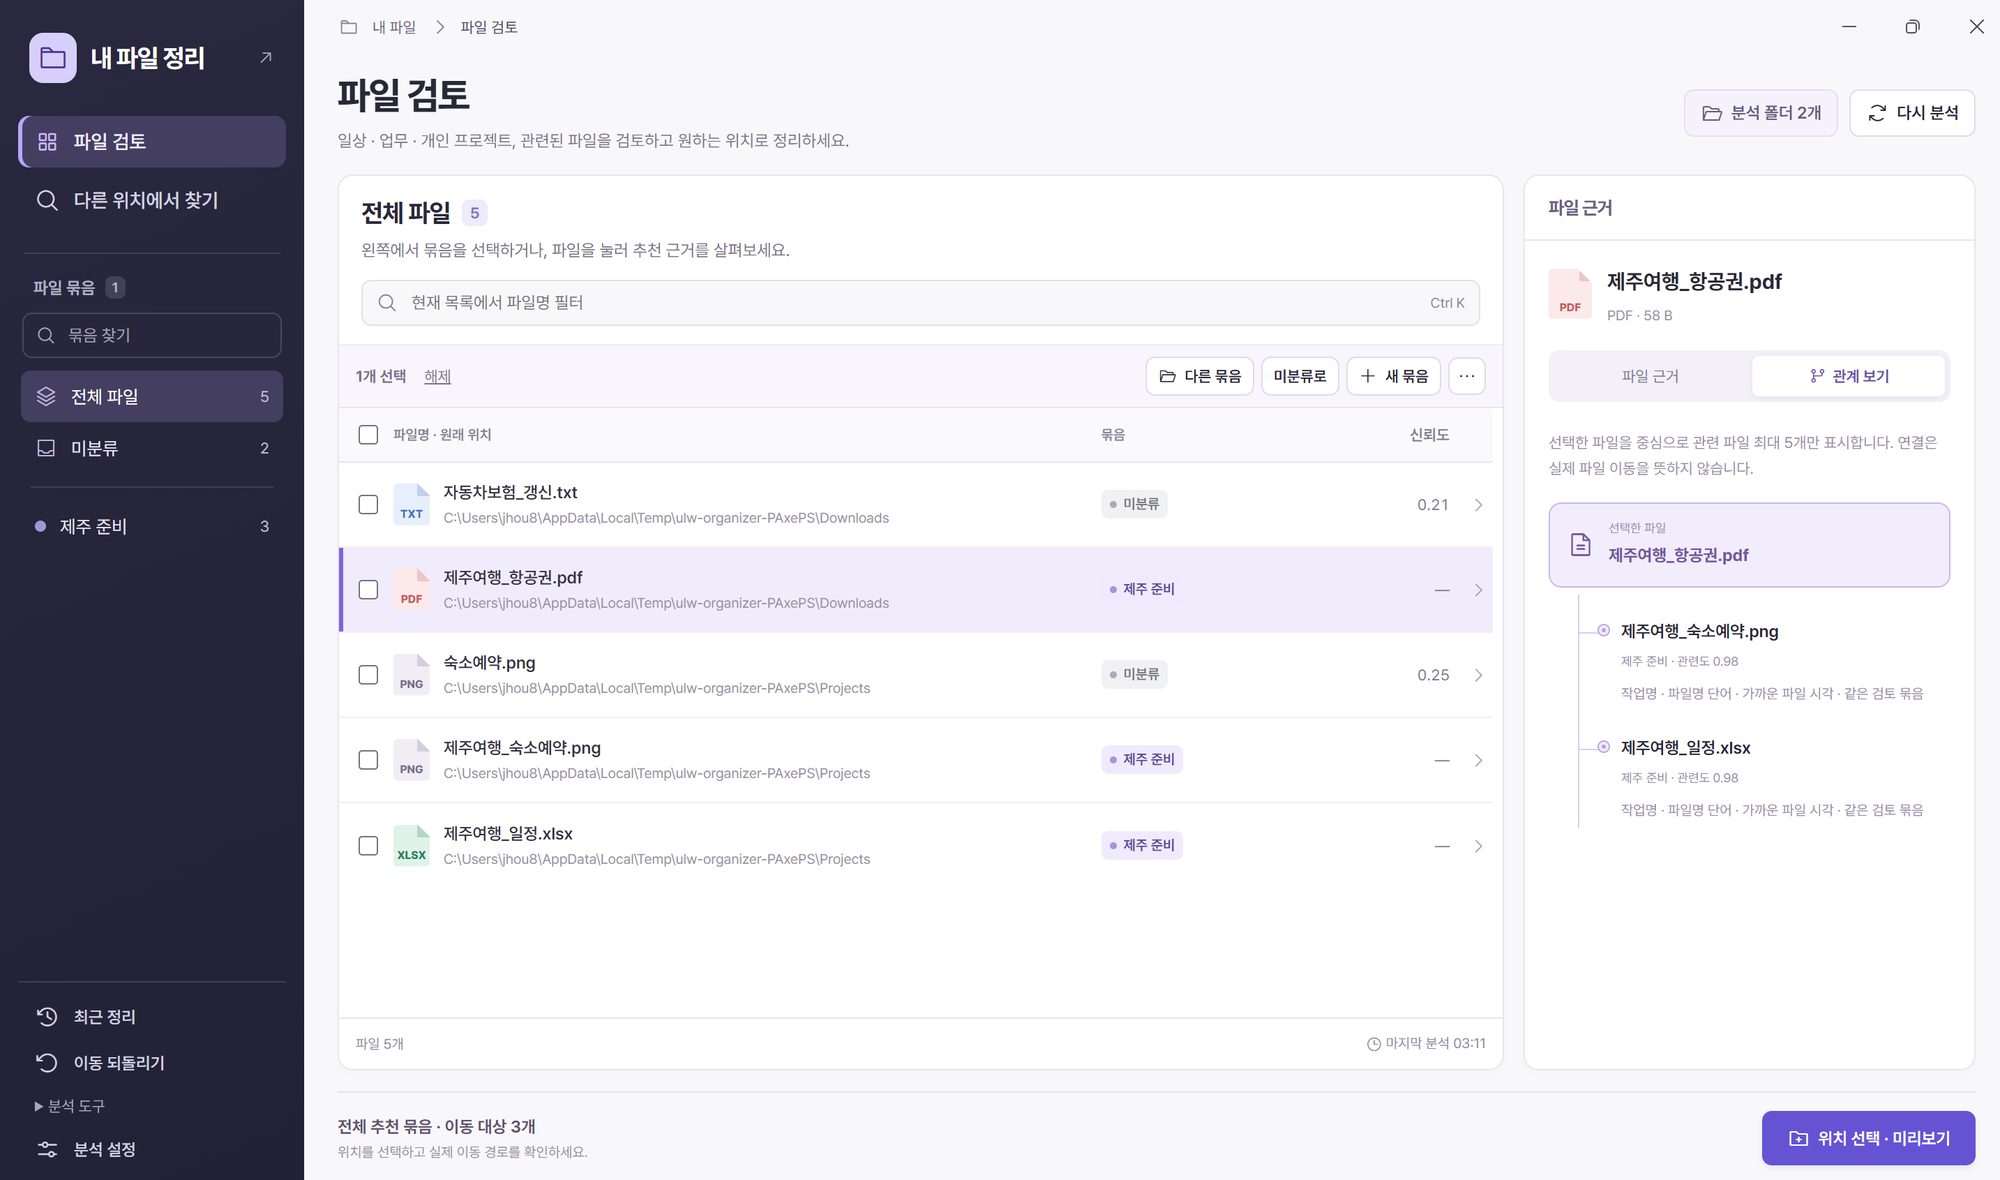 내 파일 정리
파일 검토
다른 위치에서 찾기
파일 묶음 1
묶음 찾기
전체 파일 5
미분류 2
제주 준비 3
최근 정리
이동 되돌리기
분석 도구
분석 설정
내 파일 > 파일 검토
파일 검토
일상 · 업무 · 개인 프로젝트, 관련된 파일을 검토하고 원하는 위치로 정리하세요.
분석 폴더 2개
다시 분석
전체 파일 5
왼쪽에서 묶음을 선택하거나, 파일을 눌러 추천 근거를 살펴보세요.
현재 목록에서 파일명 필터 Ctrl K
1개 선택 해제 다른 묶음 미분류로 새 묶음 ···
파일명 · 원래 위치 묶음 신뢰도
TXT 자동차보험_갱신.txt 미분류 0.21
C:\Users\jhou8\AppData\Local\Temp\ulw-organizer-PAxePS\Downloads
PDF 제주여행_항공권.pdf 제주 준비 —
C:\Users\jhou8\AppData\Local\Temp\ulw-organizer-PAxePS\Downloads
PNG 숙소예약.png 미분류 0.25
C:\Users\jhou8\AppData\Local\Temp\ulw-organizer-PAxePS\Projects
PNG 제주여행_숙소예약.png 제주 준비 —
C:\Users\jhou8\AppData\Local\Temp\ulw-organizer-PAxePS\Projects
XLSX 제주여행_일정.xlsx 제주 준비 —
C:\Users\jhou8\AppData\Local\Temp\ulw-organizer-PAxePS\Projects
파일 5개 마지막 분석 03:11
파일 근거
PDF 제주여행_항공권.pdf
PDF · 58 B
파일 근거 관계 보기
선택한 파일을 중심으로 관련 파일 최대 5개만 표시합니다. 연결은
실제 파일 이동을 뜻하지 않습니다.
선택한 파일
제주여행_항공권.pdf
제주여행_숙소예약.png
제주 준비 · 관련도 0.98
작업명 · 파일명 단어 · 가까운 파일 시각 · 같은 검토 묶음
제주여행_일정.xlsx
제주 준비 · 관련도 0.98
작업명 · 파일명 단어 · 가까운 파일 시각 · 같은 검토 묶음
전체 추천 묶음 · 이동 대상 3개
위치를 선택하고 실제 이동 경로를 확인하세요.
위치 선택 · 미리보기